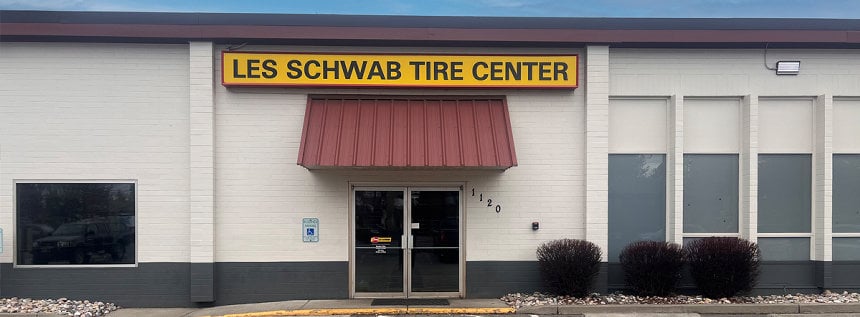 LES SCHWAB TIRE CENTER
1120